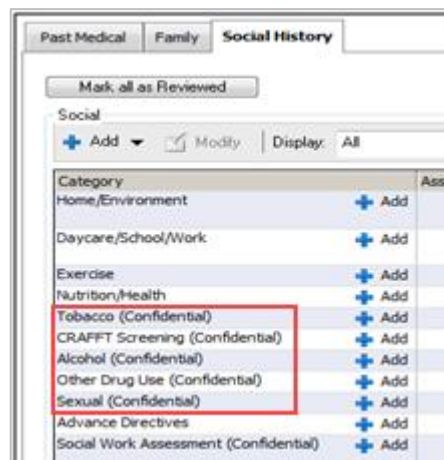 Past Medical Family Social History
Mark all as Reviewed
Social
Add Modify Display: All
Category Ass
Home/Environment Add
Daycare/School/Work Add
Exercise Add
Nutrition/Health Add
Tobacco (Confidential) Add
CRAFFT Screening (Confidential) Add
Alcohol (Confidential) Add
Other Drug Use (Confidential) Add
Sexual (Confidential) Add
Advance Directives Add
Social Work Assessment (Confidential) Add